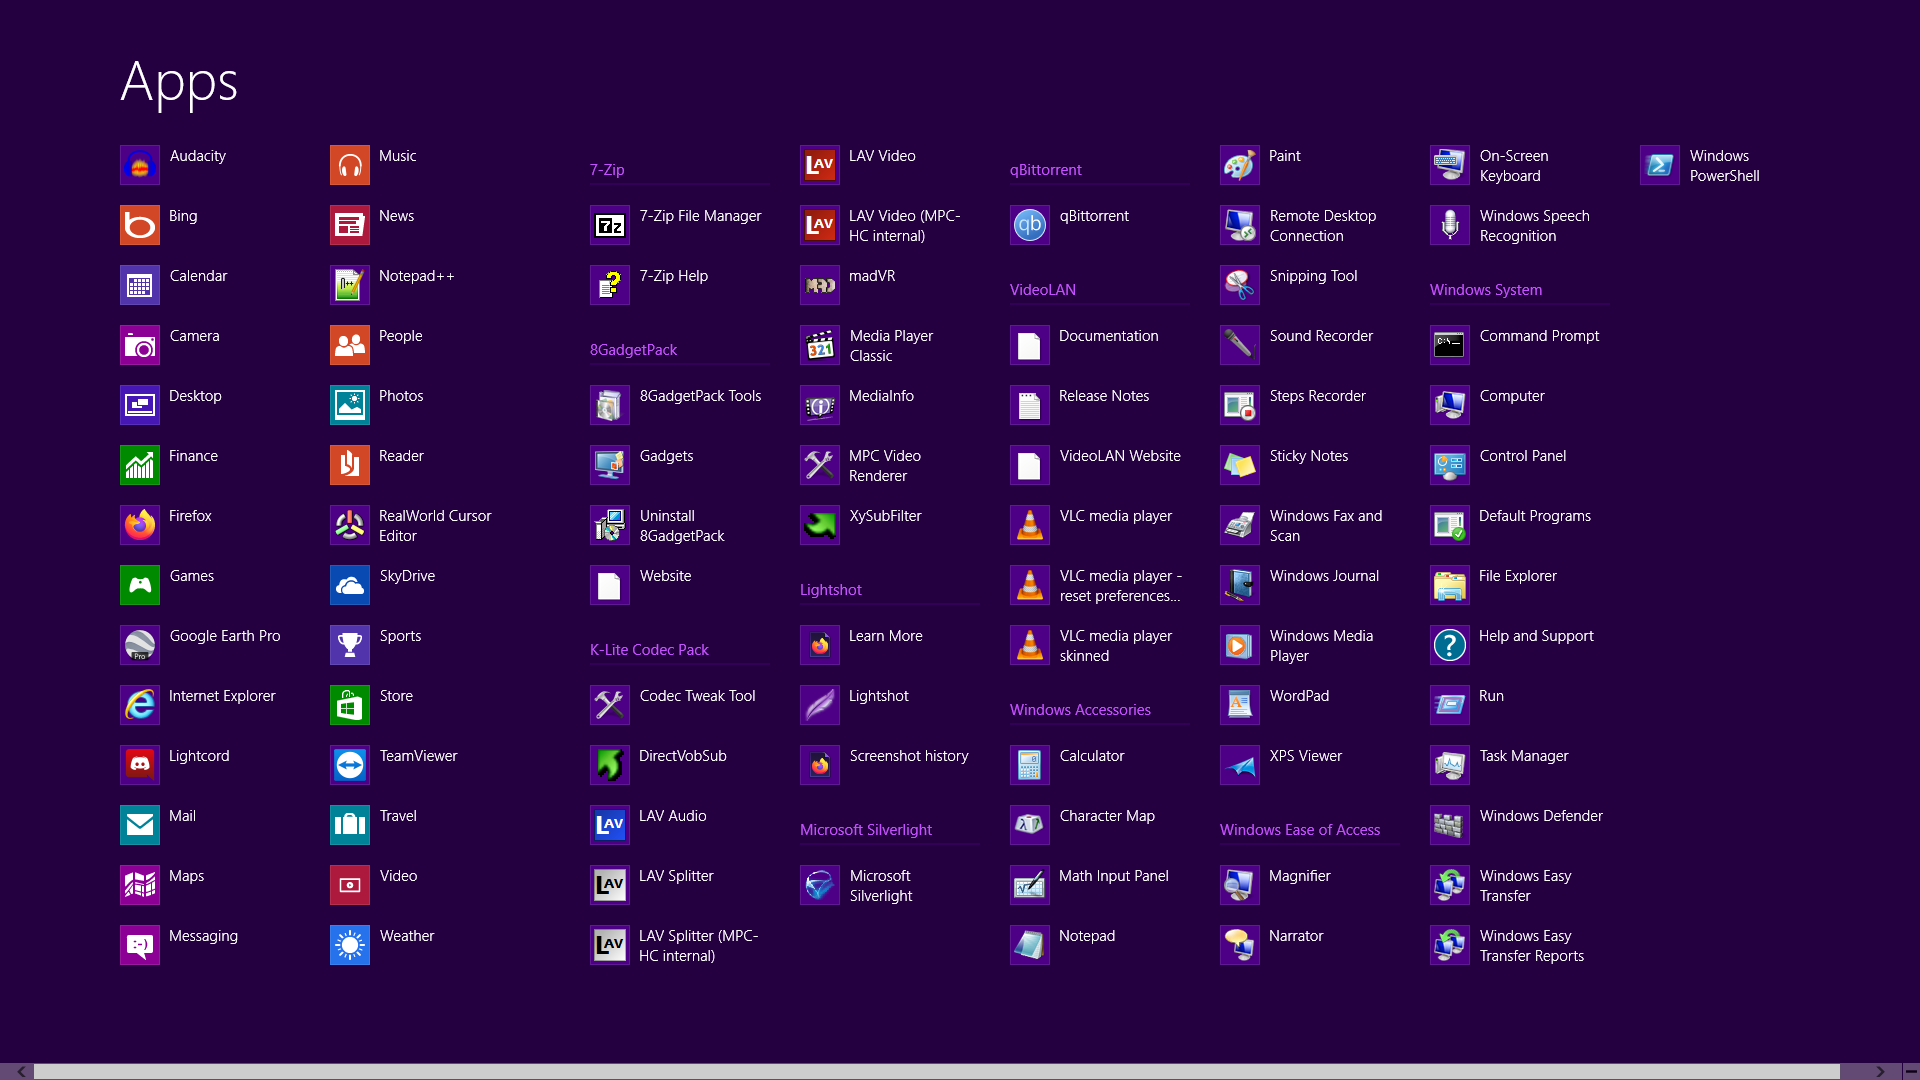 Apps
Audacity
Bing
Calendar
Camera
Desktop
Finance
Firefox
Games
Google Earth Pro
Internet Explorer
Lightcord
Mail
Maps
Messaging
Music
News
Notepad++
People
Photos
Reader
RealWorld Cursor
Editor
SkyDrive
Sports
Store
TeamViewer
Travel
Video
Weather
7-Zip
7-Zip File Manager
7-Zip Help
8GadgetPack
8GadgetPack Tools
Gadgets
Uninstall
8GadgetPack
Website
K-Lite Codec Pack
Codec Tweak Tool
DirectVobSub
LAV Audio
LAV Splitter
LAV Splitter (MPC-
HC internal)
LAV Video
LAV Video (MPC-
HC internal)
madVR
Media Player
Classic
MediaInfo
MPC Video
Renderer
XySubFilter
Lightshot
Learn More
Lightshot
Screenshot history
Microsoft Silverlight
Microsoft
Silverlight
qBittorrent
qBittorrent
VideoLAN
Documentation
Release Notes
VideoLAN Website
VLC media player
VLC media player -
reset preferences...
VLC media player
skinned
Windows Accessories
Calculator
Character Map
Math Input Panel
Notepad
Paint
Remote Desktop
Connection
Snipping Tool
Sound Recorder
Steps Recorder
Sticky Notes
Windows Fax and
Scan
Windows Journal
Windows Media
Player
WordPad
XPS Viewer
Windows Ease of Access
Magnifier
Narrator
On-Screen
Keyboard
Windows Speech
Recognition
Windows System
Command Prompt
Computer
Control Panel
Default Programs
File Explorer
Help and Support
Run
Task Manager
Windows Defender
Windows Easy
Transfer
Windows Easy
Transfer Reports
Windows
PowerShell